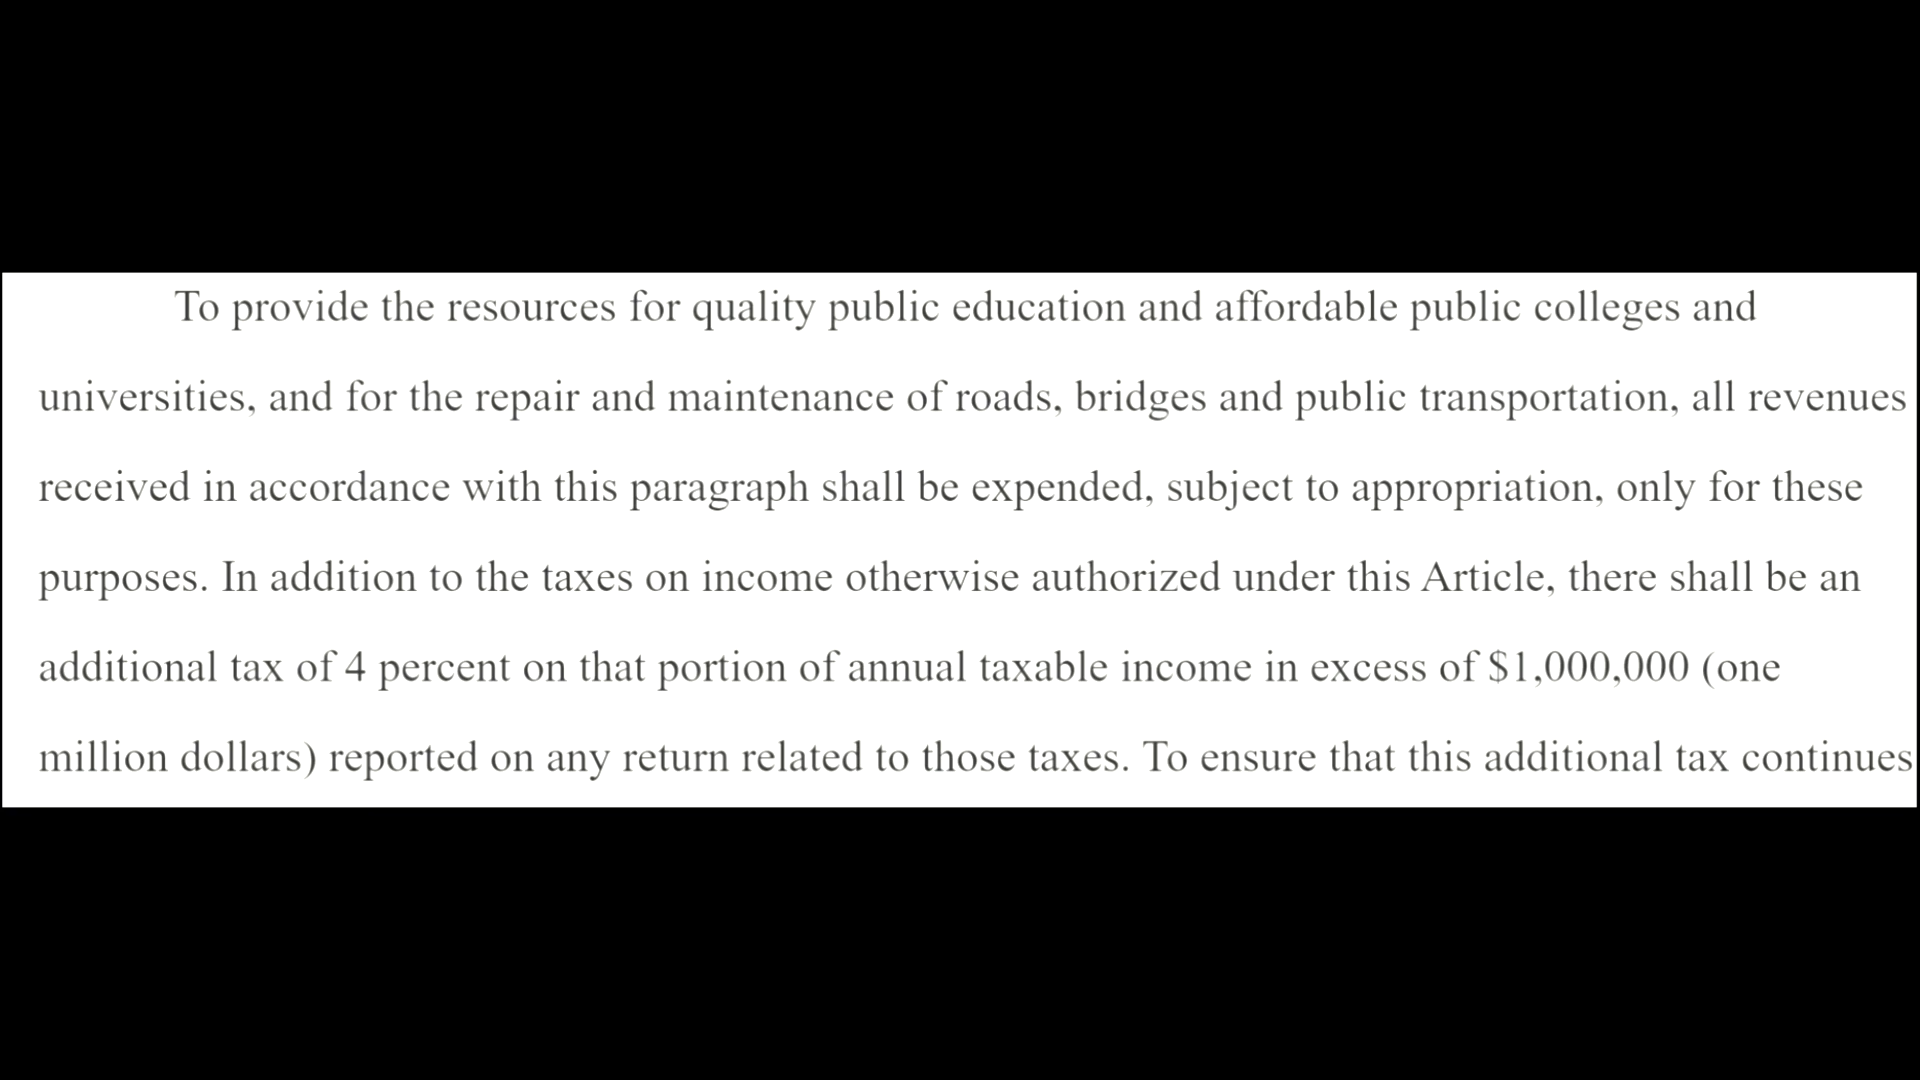 To provide the resources for quality public education and affordable public colleges and
universities, and for the repair and maintenance of roads, bridges and public transportation, all revenues
received in accordance with this paragraph shall be expended, subject to appropriation, only for these
purposes. In addition to the taxes on income otherwise authorized under this Article, there shall be an
additional tax of 4 percent on that portion of annual taxable income in excess of $1,000,000 (one
million dollars) reported on any return related to those taxes. To ensure that this additional tax continues